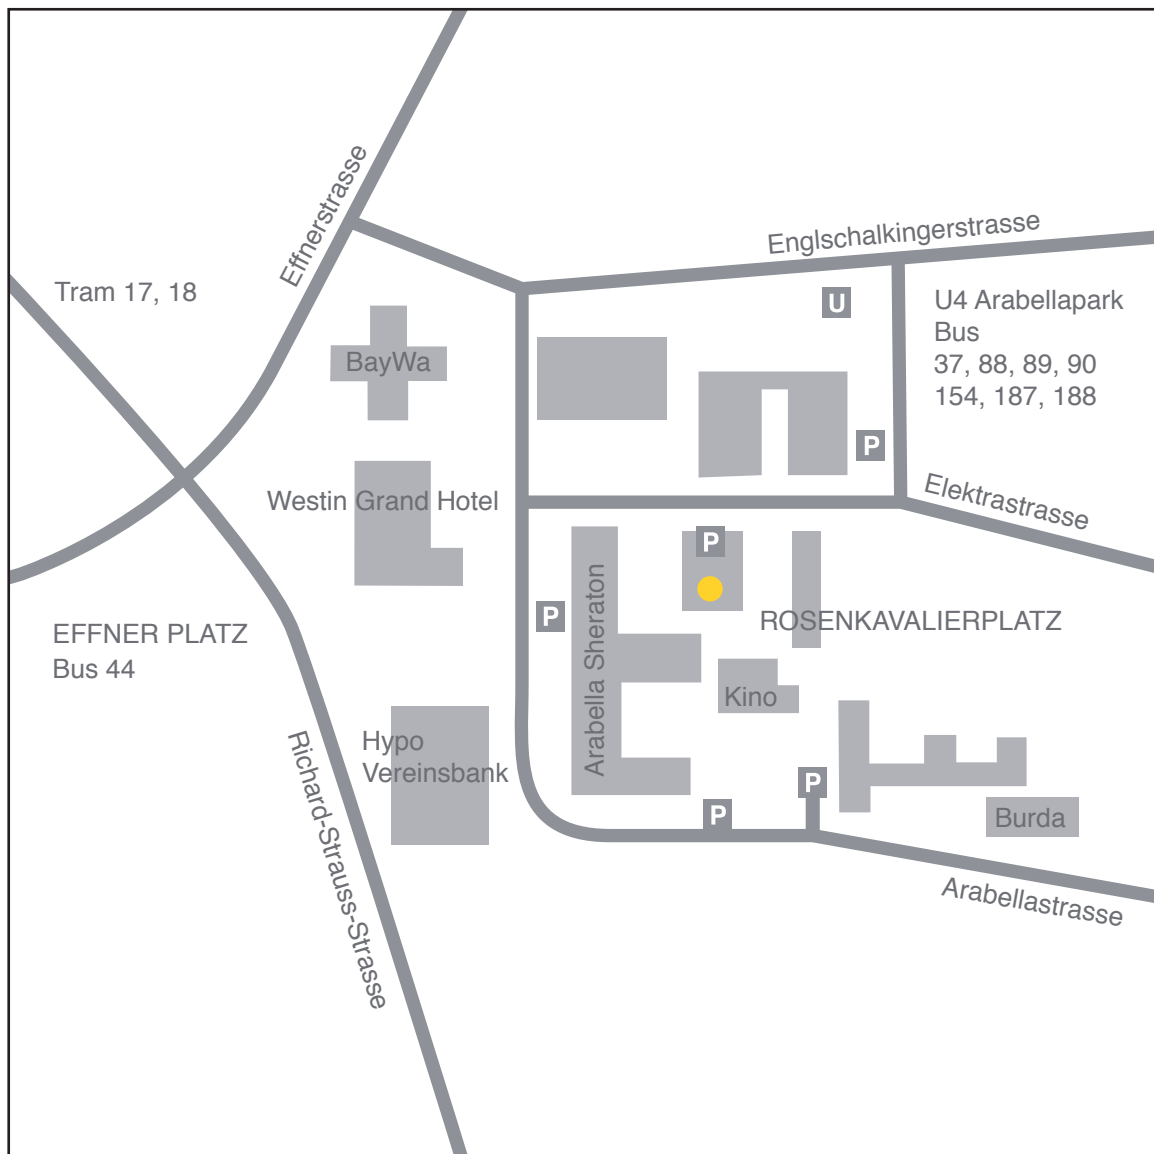 Effnerstrasse
Englschalkingerstrasse
Tram 17, 18
U
U4 Arabellapark
Bus
37, 88, 89, 90
154, 187, 188
BayWa
P
Westin Grand Hotel
Elektrastrasse
P
P
ROSENKAVALIERPLATZ
EFFNER PLATZ
Bus 44
Arabella Sheraton
Kino
Hypo
Vereinsbank
P
P
Burda
Richard-Strauss-Strasse
Arabellastrasse